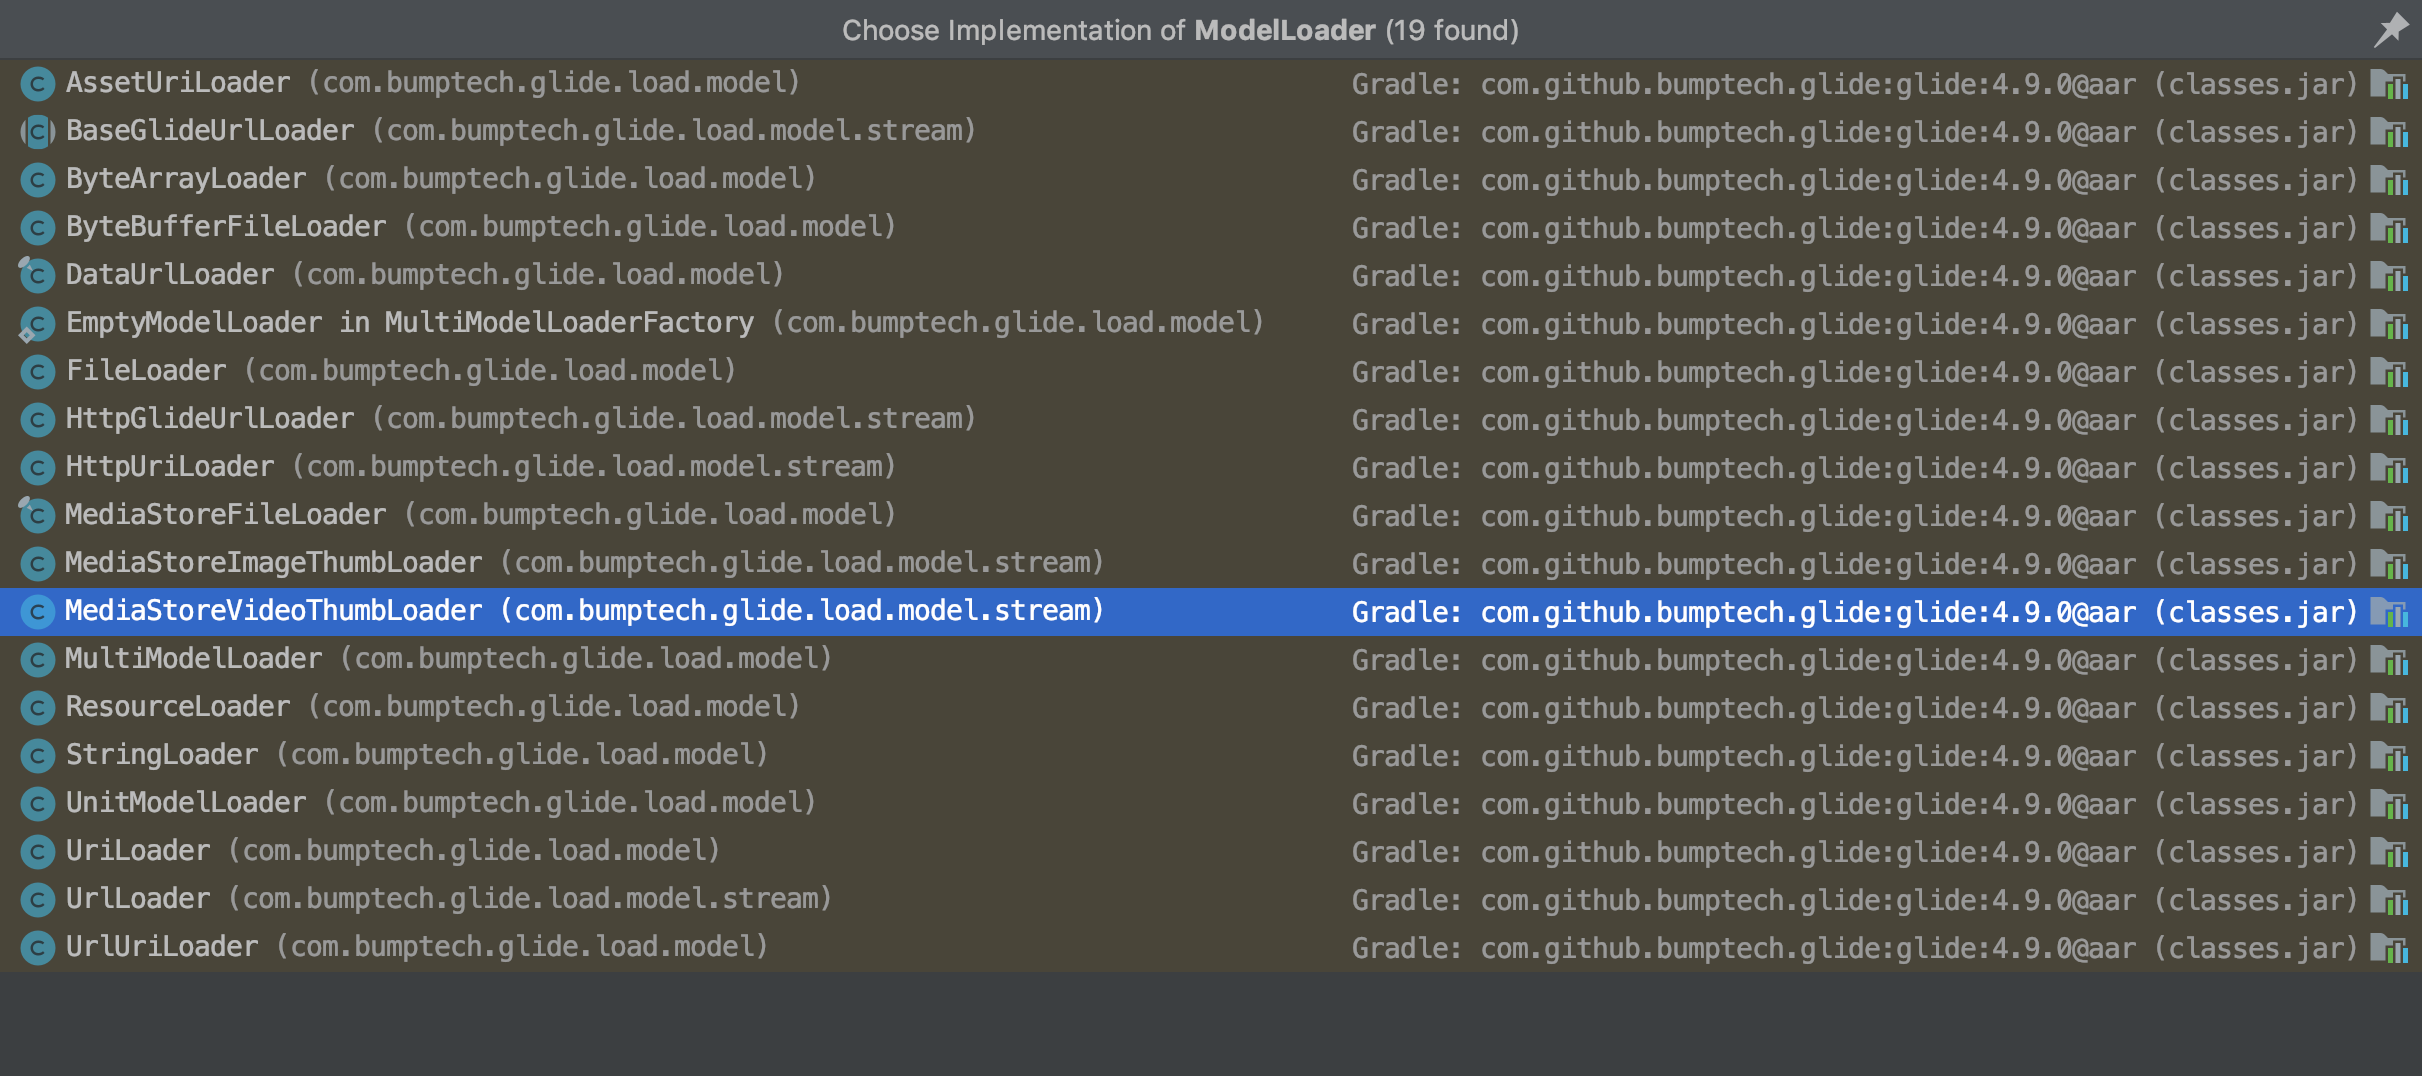 Choose Implementation of ModelLoader (19 found)
AssetUriLoader (com.bumptech.glide.load.model) Gradle: com.github.bumptech.glide:glide:4.9.0@aar (classes.jar)
BaseGlideUrlLoader (com.bumptech.glide.load.model.stream) Gradle: com.github.bumptech.glide:glide:4.9.0@aar (classes.jar)
ByteArrayLoader (com.bumptech.glide.load.model) Gradle: com.github.bumptech.glide:glide:4.9.0@aar (classes.jar)
ByteBufferFileLoader (com.bumptech.glide.load.model) Gradle: com.github.bumptech.glide:glide:4.9.0@aar (classes.jar)
DataUrlLoader (com.bumptech.glide.load.model) Gradle: com.github.bumptech.glide:glide:4.9.0@aar (classes.jar)
EmptyModelLoader in MultiModelLoaderFactory (com.bumptech.glide.load.model) Gradle: com.github.bumptech.glide:glide:4.9.0@aar (classes.jar)
FileLoader (com.bumptech.glide.load.model) Gradle: com.github.bumptech.glide:glide:4.9.0@aar (classes.jar)
HttpGlideUrlLoader (com.bumptech.glide.load.model.stream) Gradle: com.github.bumptech.glide:glide:4.9.0@aar (classes.jar)
HttpUriLoader (com.bumptech.glide.load.model.stream) Gradle: com.github.bumptech.glide:glide:4.9.0@aar (classes.jar)
MediaStoreFileLoader (com.bumptech.glide.load.model) Gradle: com.github.bumptech.glide:glide:4.9.0@aar (classes.jar)
MediaStoreImageThumbLoader (com.bumptech.glide.load.model.stream) Gradle: com.github.bumptech.glide:glide:4.9.0@aar (classes.jar)
MediaStoreVideoThumbLoader (com.bumptech.glide.load.model.stream) Gradle: com.github.bumptech.glide:glide:4.9.0@aar (classes.jar)
MultiModelLoader (com.bumptech.glide.load.model) Gradle: com.github.bumptech.glide:glide:4.9.0@aar (classes.jar)
ResourceLoader (com.bumptech.glide.load.model) Gradle: com.github.bumptech.glide:glide:4.9.0@aar (classes.jar)
StringLoader (com.bumptech.glide.load.model) Gradle: com.github.bumptech.glide:glide:4.9.0@aar (classes.jar)
UnitModelLoader (com.bumptech.glide.load.model) Gradle: com.github.bumptech.glide:glide:4.9.0@aar (classes.jar)
UriLoader (com.bumptech.glide.load.model) Gradle: com.github.bumptech.glide:glide:4.9.0@aar (classes.jar)
UrlLoader (com.bumptech.glide.load.model.stream) Gradle: com.github.bumptech.glide:glide:4.9.0@aar (classes.jar)
UrlUriLoader (com.bumptech.glide.load.model) Gradle: com.github.bumptech.glide:glide:4.9.0@aar (classes.jar)